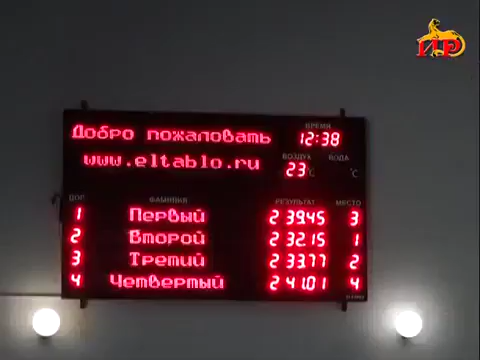 ИР
Добро пожаловать
ВРЕМЯ
12:38
www.eltablo.ru
ВОЗДУХ ВОДА
23°C °C
ДОР. ФАМИЛИЯ РЕЗУЛЬТАТ МЕСТО
1 Первый 2 39.45 3
2 Второй 2 32.15 1
3 Третий 2 33.77 2
4 Четвертый 2 41.01 4